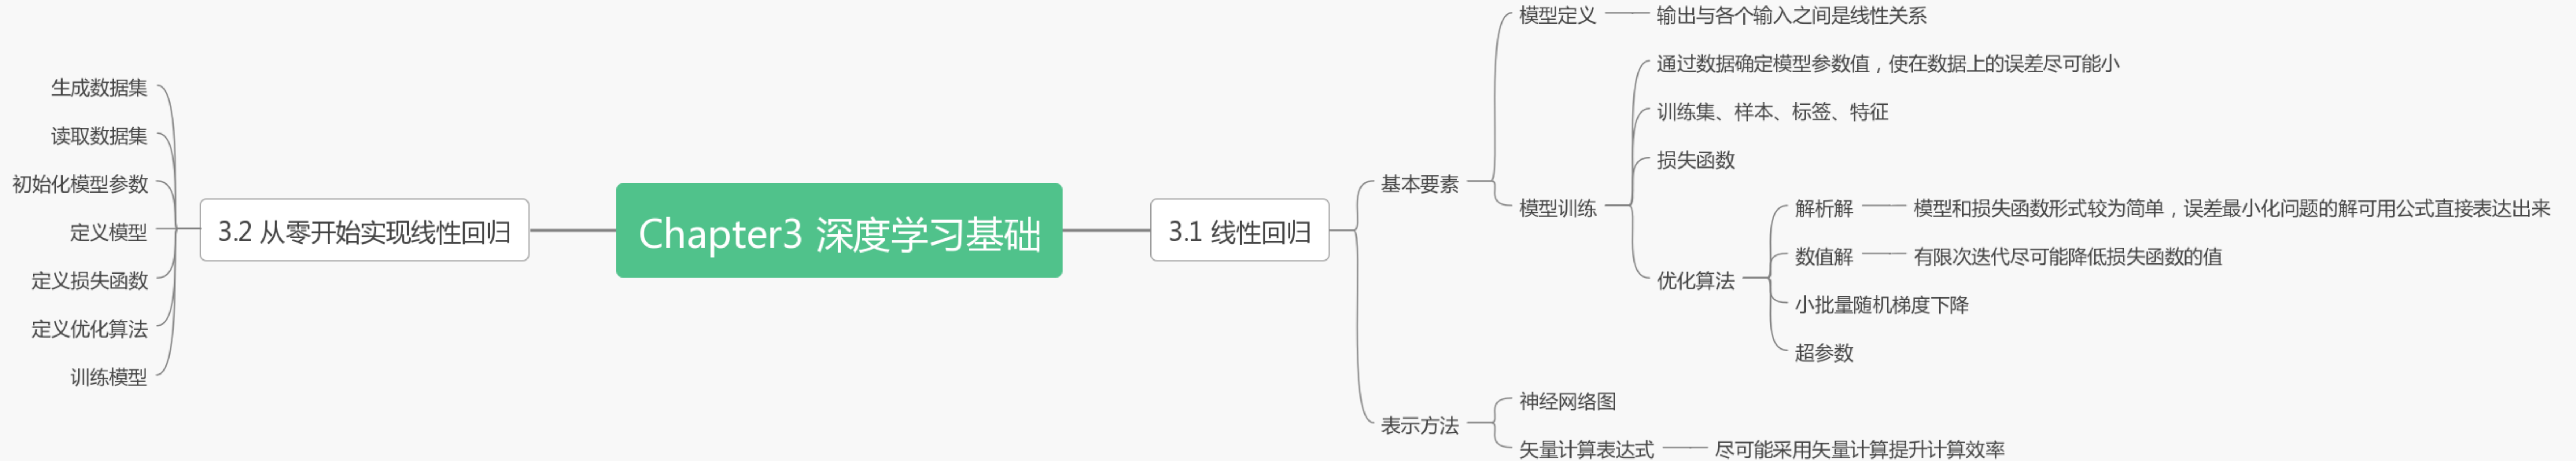 Chapter3 深度学习基础
3.1 线性回归
基本要素
模型定义
输出与各个输入之间是线性关系
模型训练
通过数据确定模型参数值，使在数据上的误差尽可能小
训练集、样本、标签、特征
损失函数
优化算法
解析解
模型和损失函数形式较为简单，误差最小化问题的解可用公式直接表达出来
数值解
有限次迭代尽可能降低损失函数的值
小批量随机梯度下降
超参数
表示方法
神经网络图
矢量计算表达式
尽可能采用矢量计算提升计算效率
3.2 从零开始实现线性回归
生成数据集
读取数据集
初始化模型参数
定义模型
定义损失函数
定义优化算法
训练模型